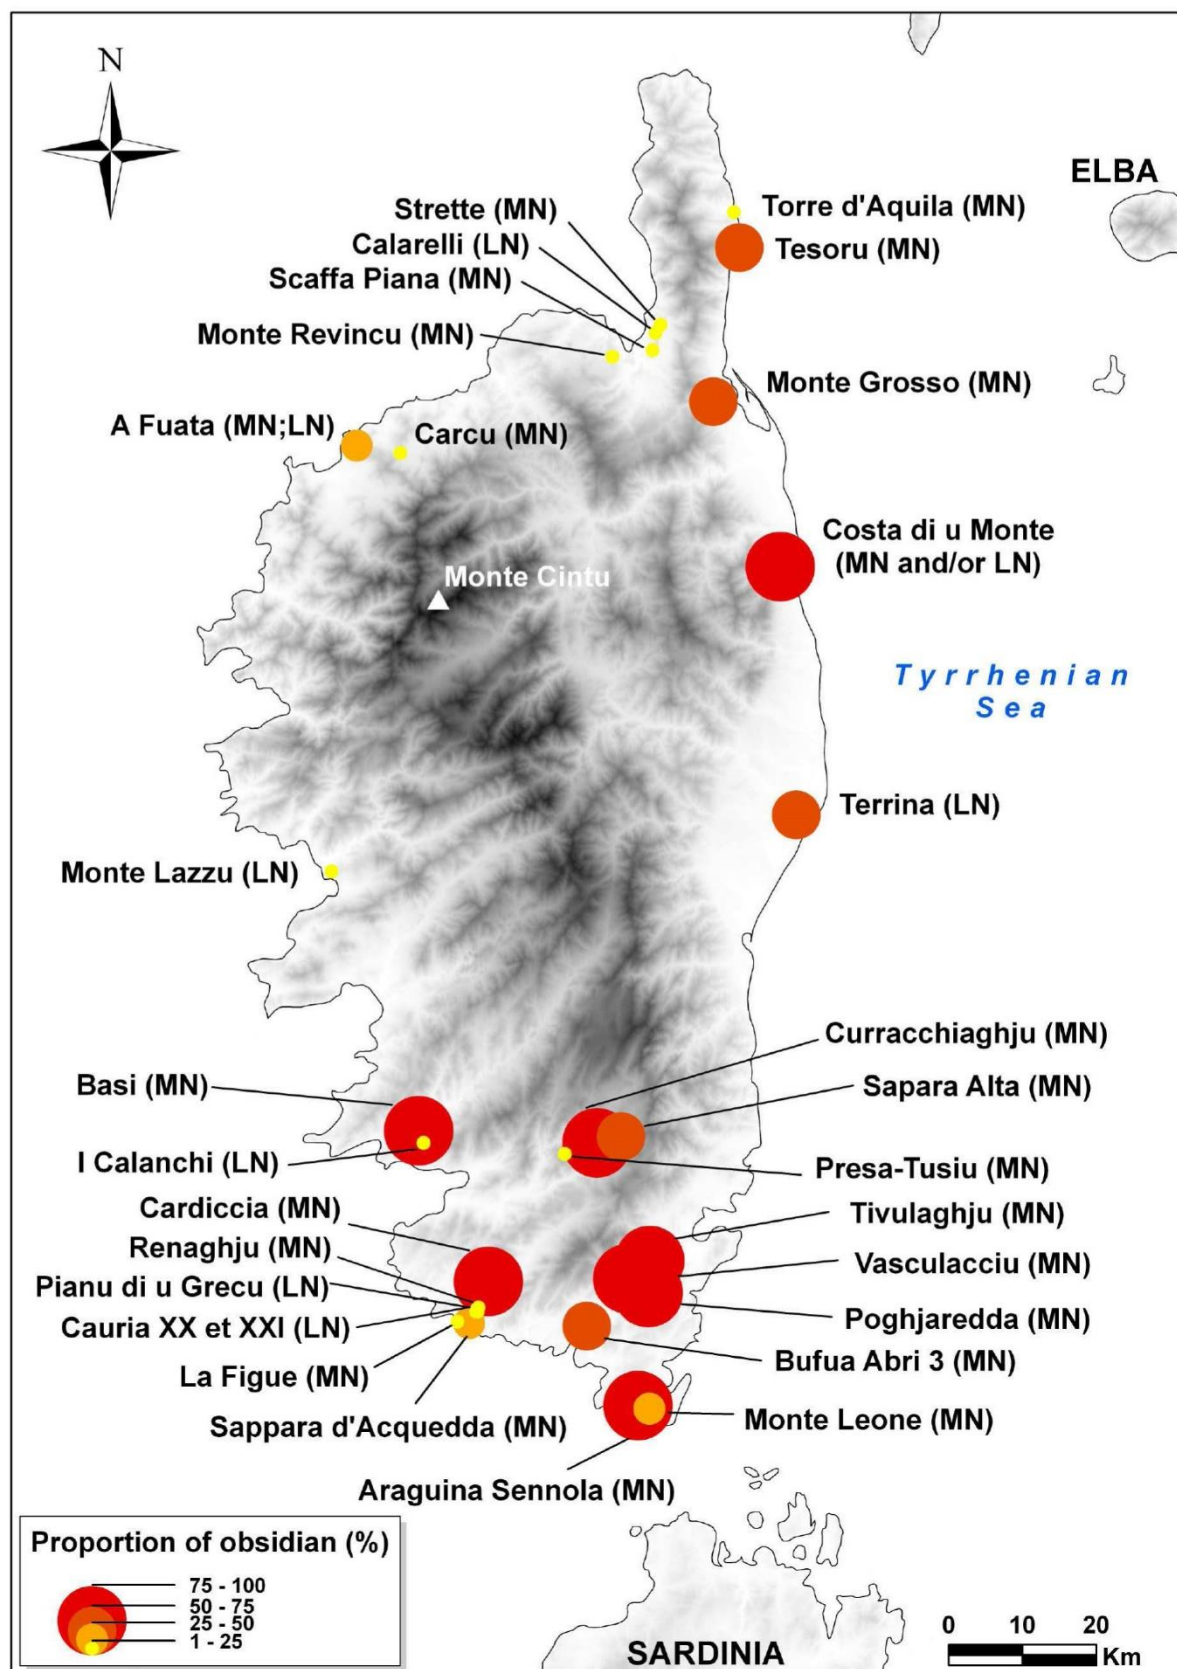 N
ELBA
Strette (MN)
Torre d'Aquila (MN)
Calarelli (LN)
Tesoru (MN)
Scaffa Piana (MN)
Monte Revincu (MN)
Monte Grosso (MN)
A Fuata (MN;LN)
Carcu (MN)
Costa di u Monte
(MN and/or LN)
Monte Cintu
Tyrrhenian
Sea
Terrina (LN)
Monte Lazzu (LN)
Curracchiaghju (MN)
Basi (MN)
Sapara Alta (MN)
I Calanchi (LN)
Presa-Tusiu (MN)
Cardiccia (MN)
Tivulaghju (MN)
Renaghju (MN)
Vasculacciu (MN)
Pianu di u Grecu (LN)
Poghjaredda (MN)
Cauria XX et XXI (LN)
Bufua Abri 3 (MN)
La Figue (MN)
Sappara d'Acquedda (MN)
Monte Leone (MN)
Araguina Sennola (MN)
Proportion of obsidian (%)
75 - 100
50 - 75
25 - 50
1 - 25
SARDINIA
0 10 20
Km